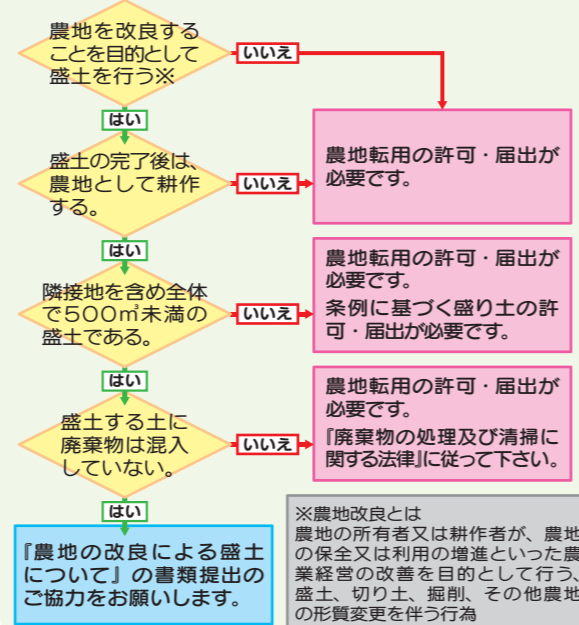 農地を改良する
ことを目的として
盛土を行う※
いいえ
はい
農地転用の許可・届出が
必要です。
盛土の完了後は、
農地として耕作
する。
いいえ
はい
隣接地を含め全体
で500㎡未満の
盛土である。
いいえ
農地転用の許可・届出が
必要です。
条例に基づく盛り土の許
可・届出が必要です。
はい
盛土する土に
廃棄物は混入
していない。
いいえ
農地転用の許可・届出が
必要です。
『廃棄物の処理及び清掃に
関する法律』に従って下さい。
はい
『農地の改良による盛土
について』の書類提出の
ご協力をお願いします。
※農地改良とは
農地の所有者又は耕作者が、農地
の保全又は利用の増進といった農
業経営の改善を目的として行う、
盛土、切り土、掘削、その他農地
の形質変更を伴う行為